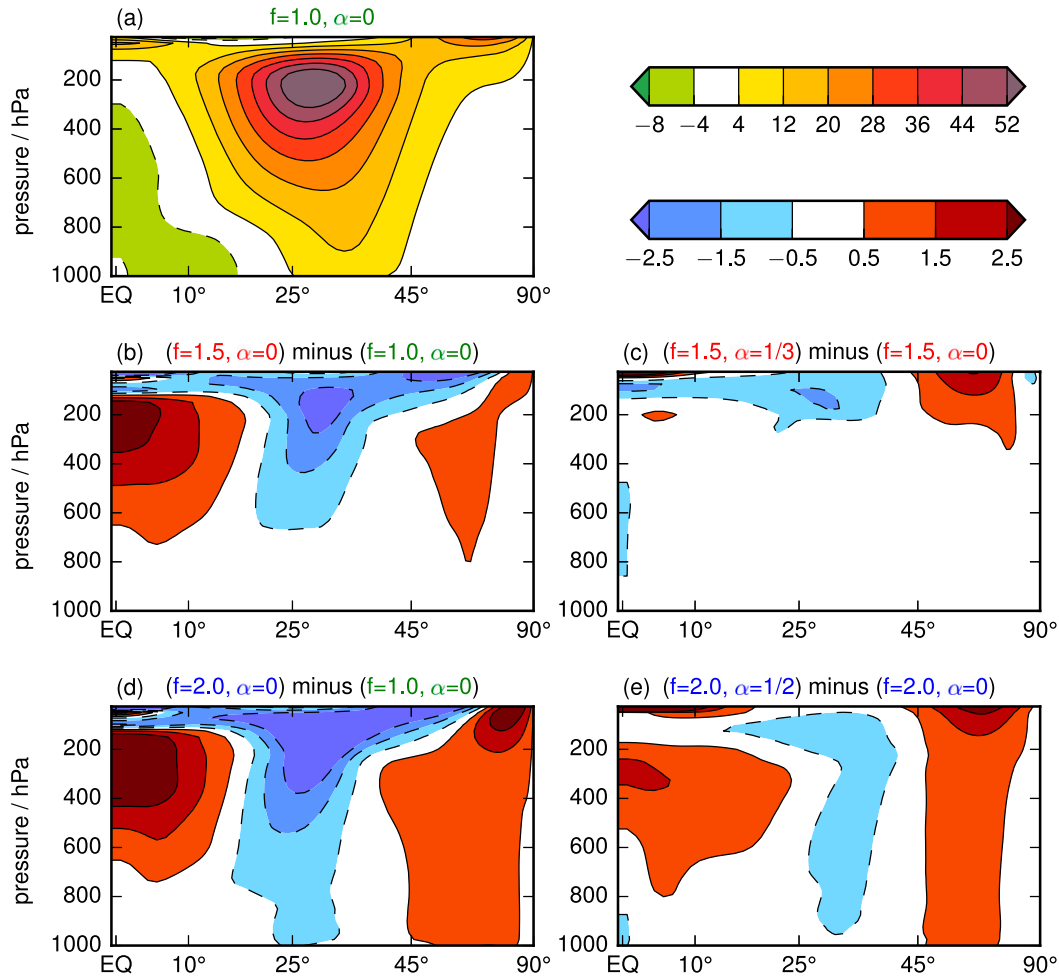 (a) f=1.0, α=0
pressure / hPa
200
400
600
800
1000
EQ 10° 25° 45° 90°
−8 −4 4 12 20 28 36 44 52
−2.5 −1.5 −0.5 0.5 1.5 2.5
(b) (f=1.5, α=0) minus (f=1.0, α=0)
pressure / hPa
200
400
600
800
1000
EQ 10° 25° 45° 90°
(c) (f=1.5, α=1/3) minus (f=1.5, α=0)
200
400
600
800
1000
EQ 10° 25° 45° 90°
(d) (f=2.0, α=0) minus (f=1.0, α=0)
pressure / hPa
200
400
600
800
1000
EQ 10° 25° 45° 90°
(e) (f=2.0, α=1/2) minus (f=2.0, α=0)
200
400
600
800
1000
EQ 10° 25° 45° 90°